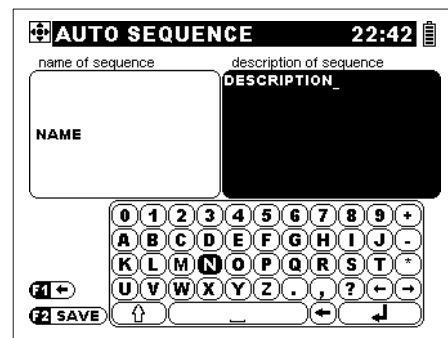 AUTO SEQUENCE 22:42
name of sequence description of sequence
DESCRIPTION_
NAME
0 1 2 3 4 5 6 7 8 9 +
A B C D E F G H I J -
K L M N O P Q R S T *
F1 ← U V W X Y Z . , ? ← →
F2 SAVE ⇧ ⎵ ← ↲